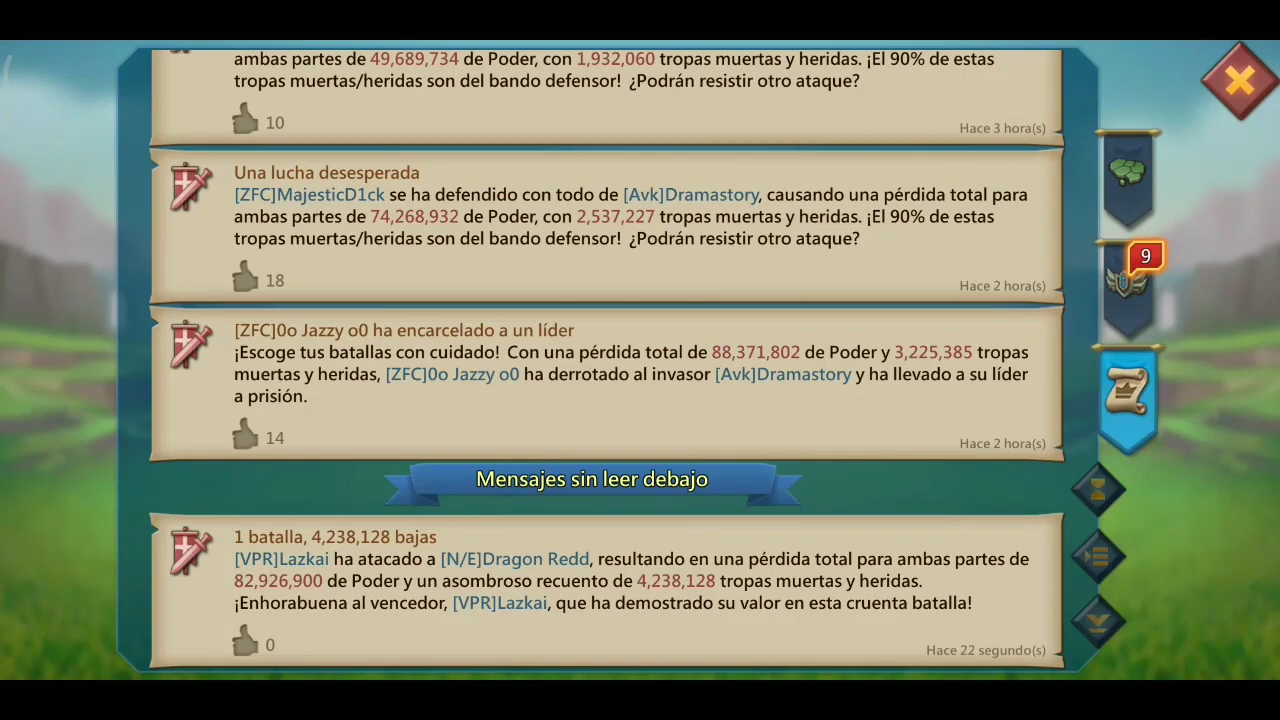 ambas partes de 49,689,734 de Poder, con 1,932,060 tropas muertas y heridas. ¡El 90% de estas
tropas muertas/heridas son del bando defensor! ¿Podrán resistir otro ataque?
10
Hace 3 hora(s)
Una lucha desesperada
[ZFC]MajesticD1ck se ha defendido con todo de [Avk]Dramastory, causando una pérdida total para
ambas partes de 74,268,932 de Poder, con 2,537,227 tropas muertas y heridas. ¡El 90% de estas
tropas muertas/heridas son del bando defensor! ¿Podrán resistir otro ataque?
18
Hace 2 hora(s)
9
[ZFC]0o Jazzy o0 ha encarcelado a un líder
¡Escoge tus batallas con cuidado! Con una pérdida total de 88,371,802 de Poder y 3,225,385 tropas
muertas y heridas, [ZFC]0o Jazzy o0 ha derrotado al invasor [Avk]Dramastory y ha llevado a su líder
a prisión.
14
Hace 2 hora(s)
Mensajes sin leer debajo
1 batalla, 4,238,128 bajas
[VPR]Lazkai ha atacado a [N/E]Dragon Redd, resultando en una pérdida total para ambas partes de
82,926,900 de Poder y un asombroso recuento de 4,238,128 tropas muertas y heridas.
¡Enhorabuena al vencedor, [VPR]Lazkai, que ha demostrado su valor en esta cruenta batalla!
0
Hace 22 segundo(s)